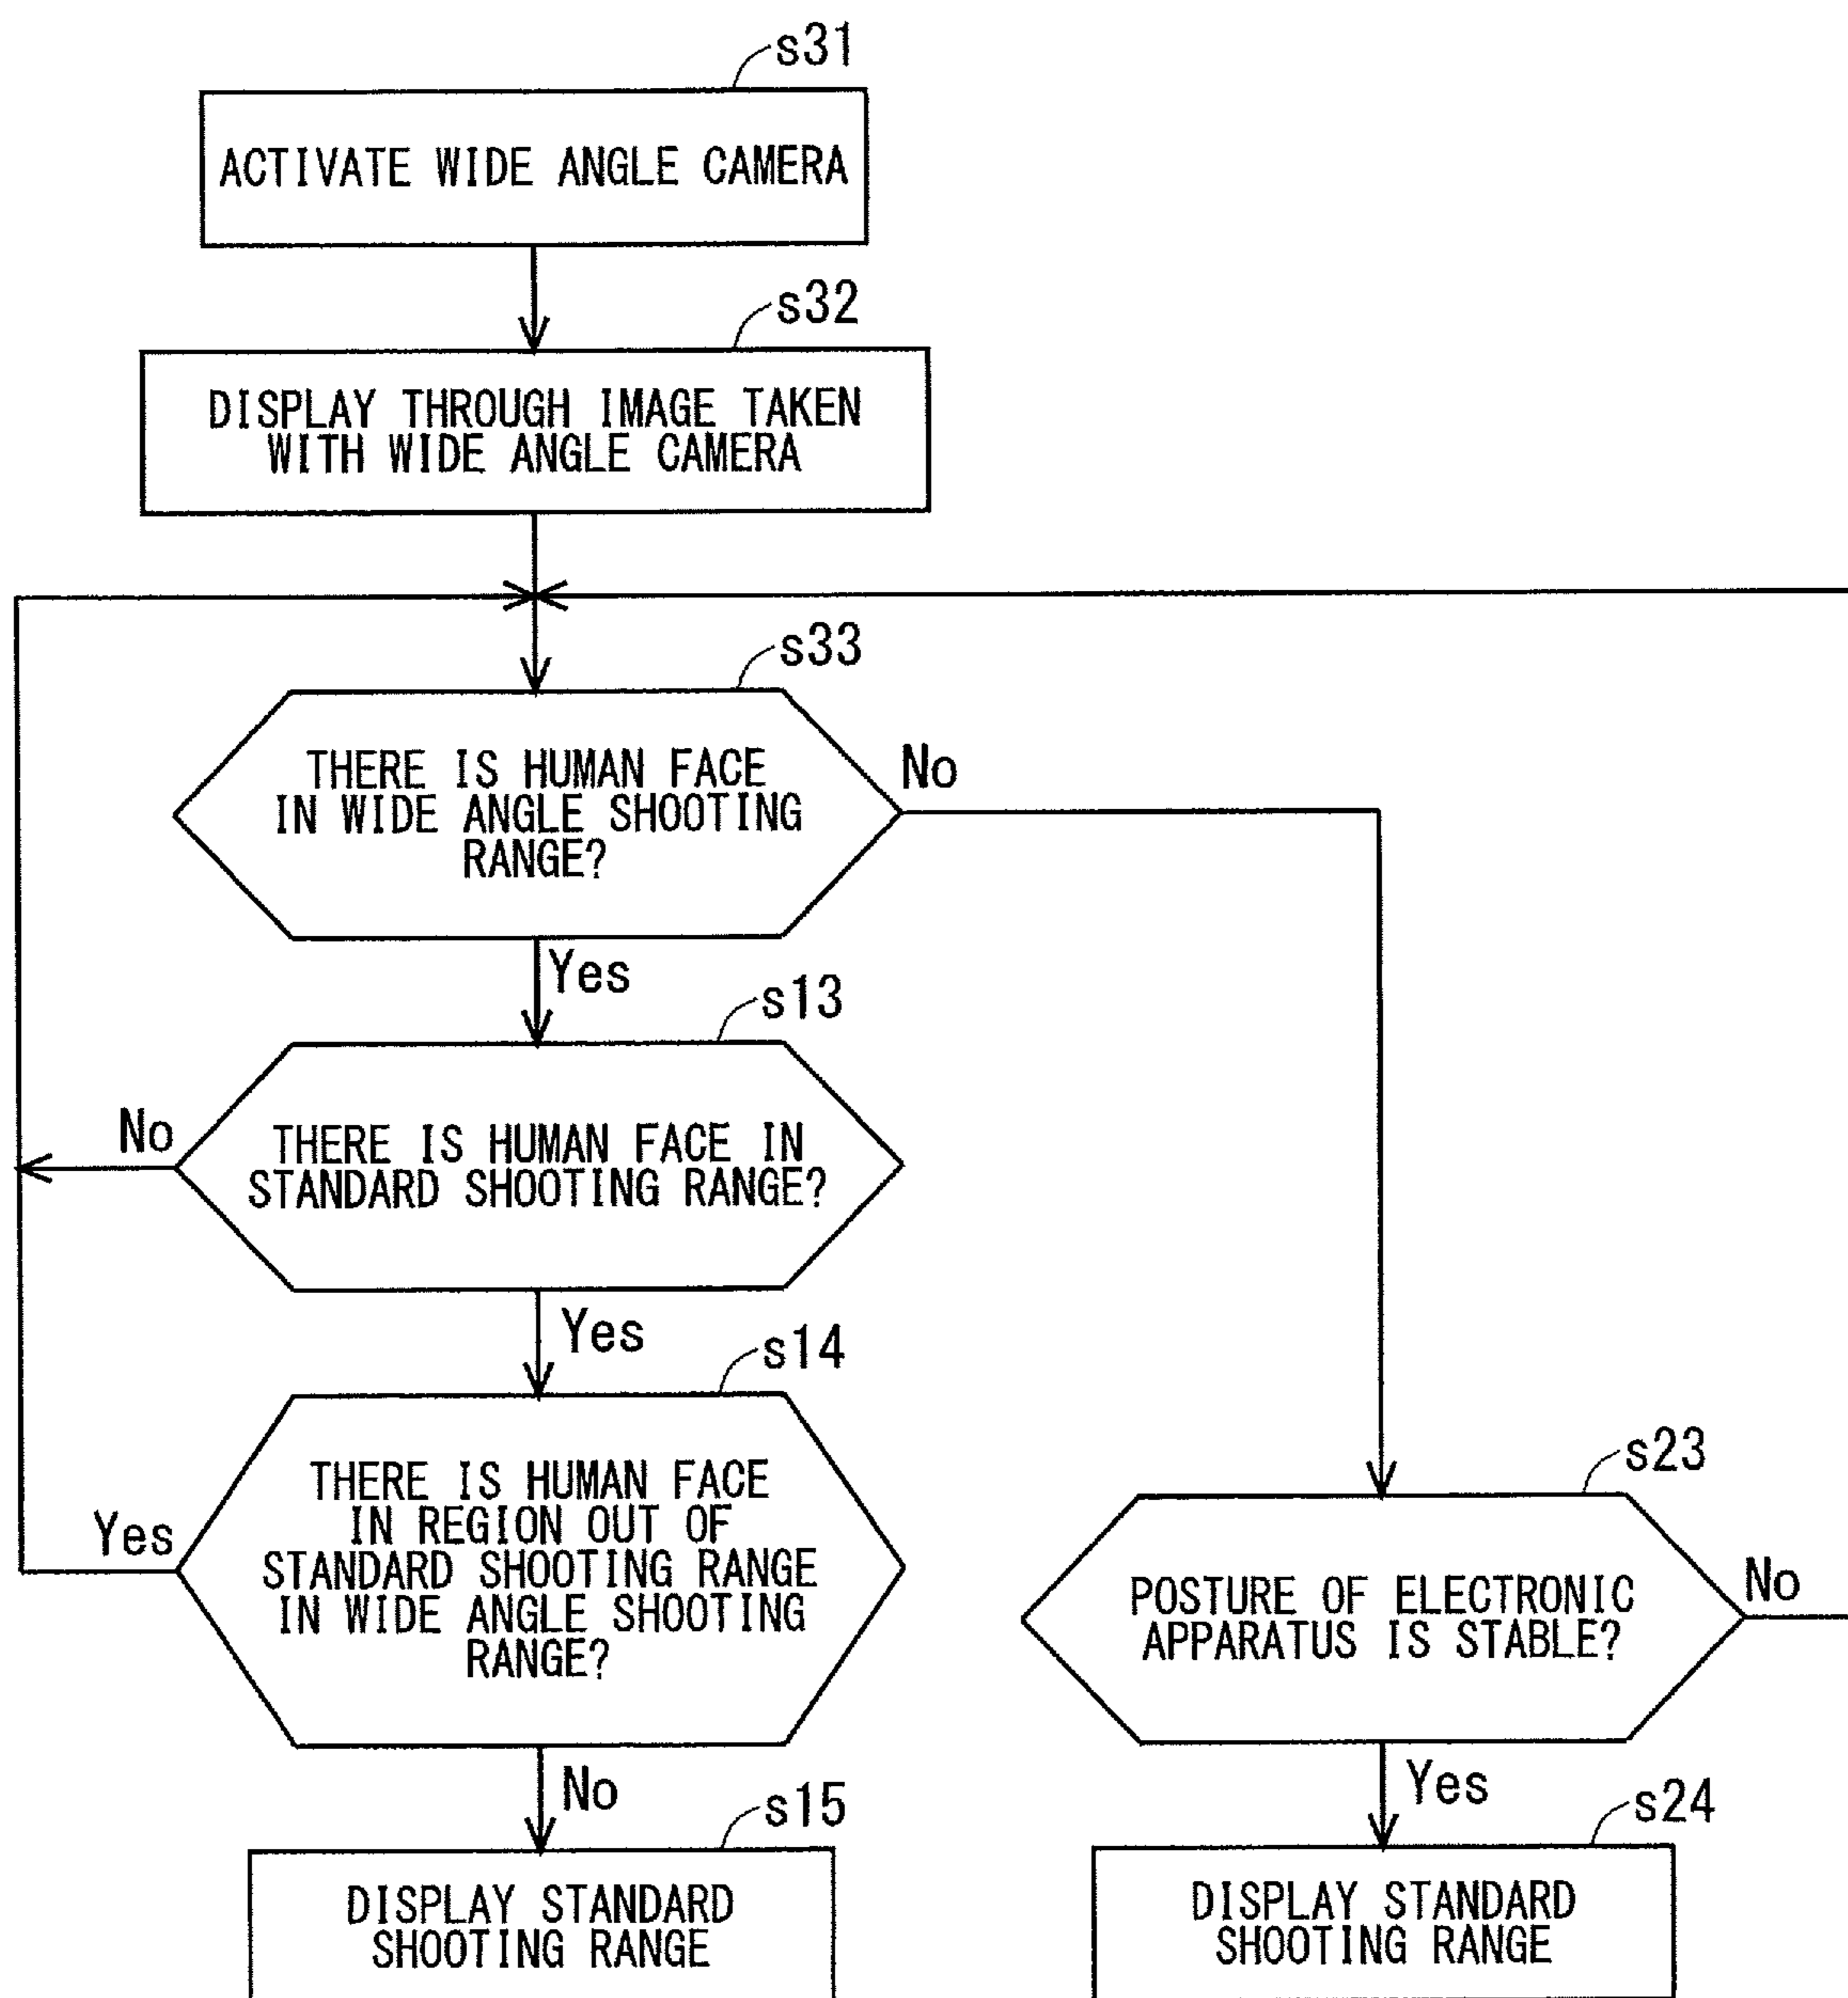 s31
ACTIVATE WIDE ANGLE CAMERA
s32
DISPLAY THROUGH IMAGE TAKEN
WITH WIDE ANGLE CAMERA
s33
THERE IS HUMAN FACE
IN WIDE ANGLE SHOOTING
RANGE?
No
Yes
s13
THERE IS HUMAN FACE IN
STANDARD SHOOTING RANGE?
No
Yes
s14
THERE IS HUMAN FACE
IN REGION OUT OF
STANDARD SHOOTING RANGE
IN WIDE ANGLE SHOOTING
RANGE?
Yes
No
s23
POSTURE OF ELECTRONIC
APPARATUS IS STABLE?
No
Yes
s15
DISPLAY STANDARD
SHOOTING RANGE
s24
DISPLAY STANDARD
SHOOTING RANGE